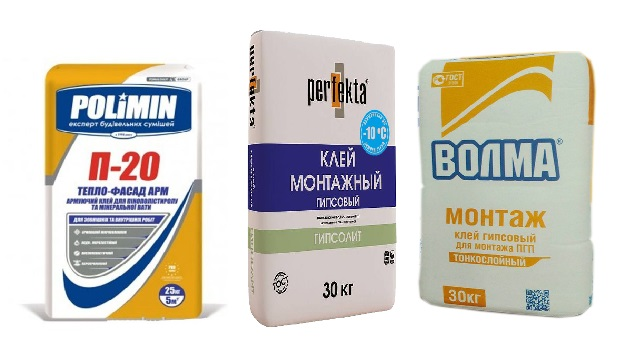 POLIMIN
експерт будівельних сумішей
П-20
ТЕПЛО-ФАСАД АРМ
АРМУЮЧИЙ КЛЕЙ ДЛЯ ПІНОПОЛІСТИРОЛУ
ТА МІНЕРАЛЬНОЇ ВАТИ
ДЛЯ ЗОВНІШНІХ ТА ВНУТРІШНІХ РОБІТ
25кг
5м²
perfekta
-10 °C
КЛЕЙ
МОНТАЖНЫЙ
ГИПСОВЫЙ
ГИПСОЛИТ
30 КГ
ГОСТ
ВОЛМА
МОНТАЖ
клей гипсовый
для монтажа ПГП
ТОНКОСЛОЙНЫЙ
30КГ